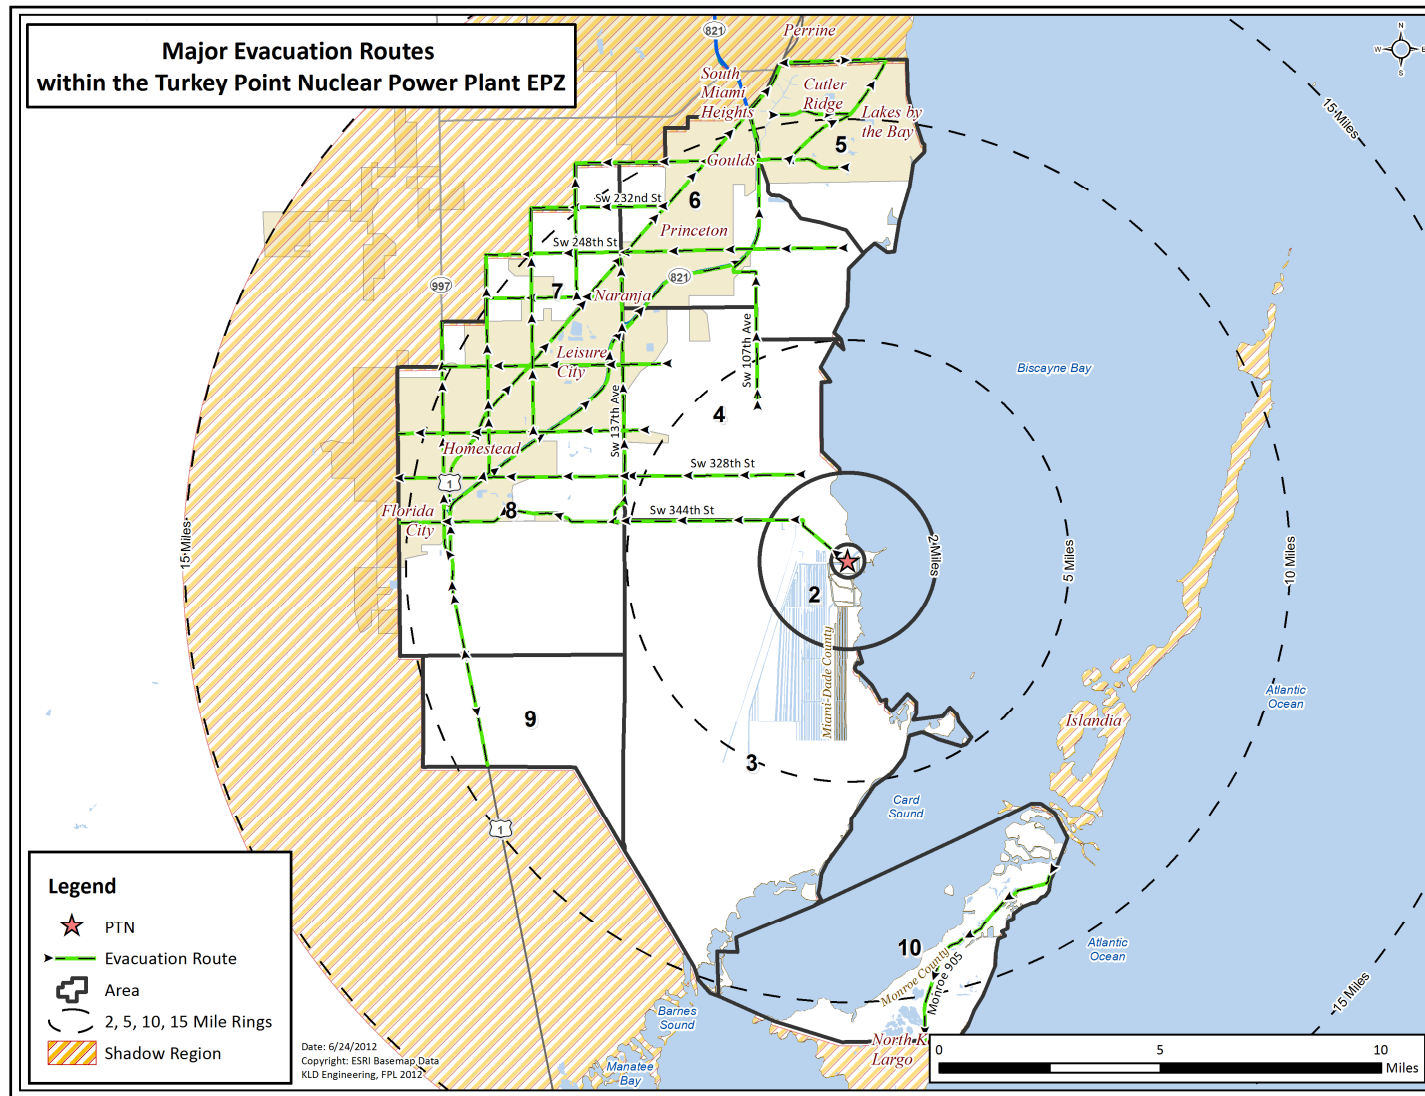 Major Evacuation Routes
within the Turkey Point Nuclear Power Plant EPZ
821
Perrine
N
W
E
S
South
Miami
Heights
Cutler
Ridge
Lakes by
the Bay
15 Miles
5
Goulds
Sw 232nd St
6
Princeton
Sw 248th St
821
997
7
Naranja
Leisure
City
Sw 107th Ave
Biscayne Bay
Sw 137th Ave
4
Homestead
Sw 328th St
1
Florida
City
8
Sw 344th St
15 Miles
2 Miles
5 Miles
10 Miles
2
Miami-Dade County
9
3
Atlantic
Ocean
Islandia
Card
Sound
1
10
Atlantic
Ocean
Monroe County
Monroe 905
15 Miles
Barnes
Sound
North K
Largo
Manatee
Bay
Legend
PTN
Evacuation Route
Area
2, 5, 10, 15 Mile Rings
Shadow Region
Date: 6/24/2012
Copyright: ESRI Basemap Data
KLD Engineering, FPL 2012
0
5
10
Miles